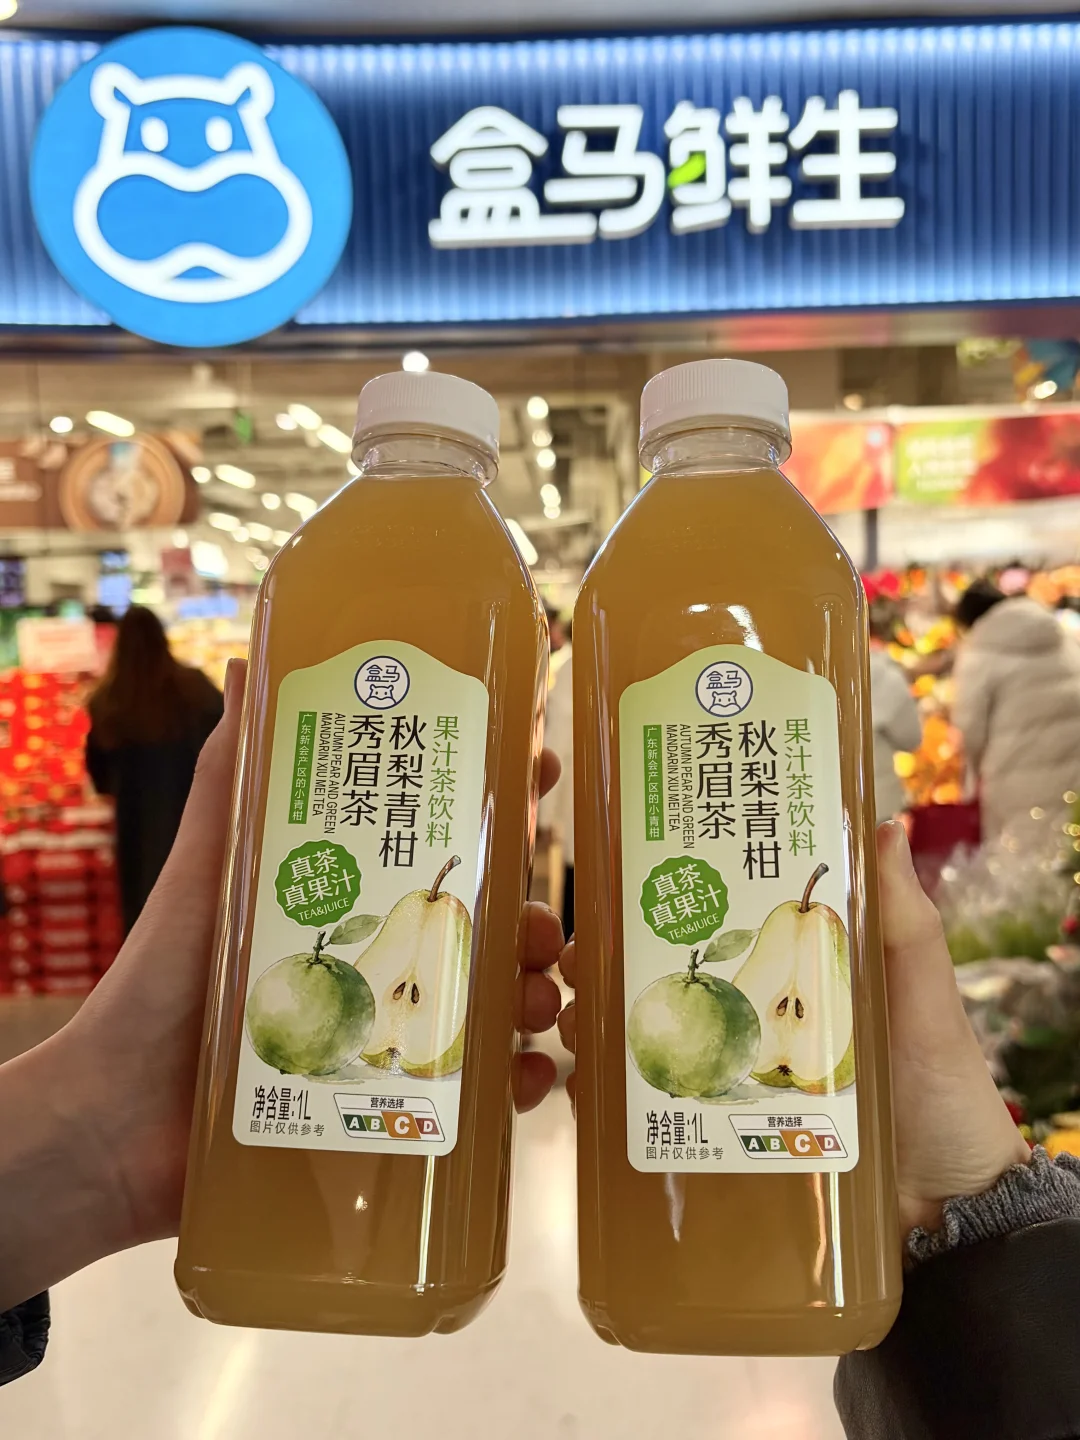 盒马鲜生
盒马
果汁茶饮料
秋梨青柑
秀眉茶
AUTUMN PEAR AND GREEN
MANDARIN XIU MEI TEA
广东新会产区的小青柑
真茶
真果汁
TEA&JUICE
净含量:1L
图片仅供参考
营养选择
A B C D
盒马
果汁茶饮料
秋梨青柑
秀眉茶
AUTUMN PEAR AND GREEN
MANDARIN XIU MEI TEA
广东新会产区的小青柑
真茶
真果汁
TEA&JUICE
净含量:1L
图片仅供参考
营养选择
A B C D